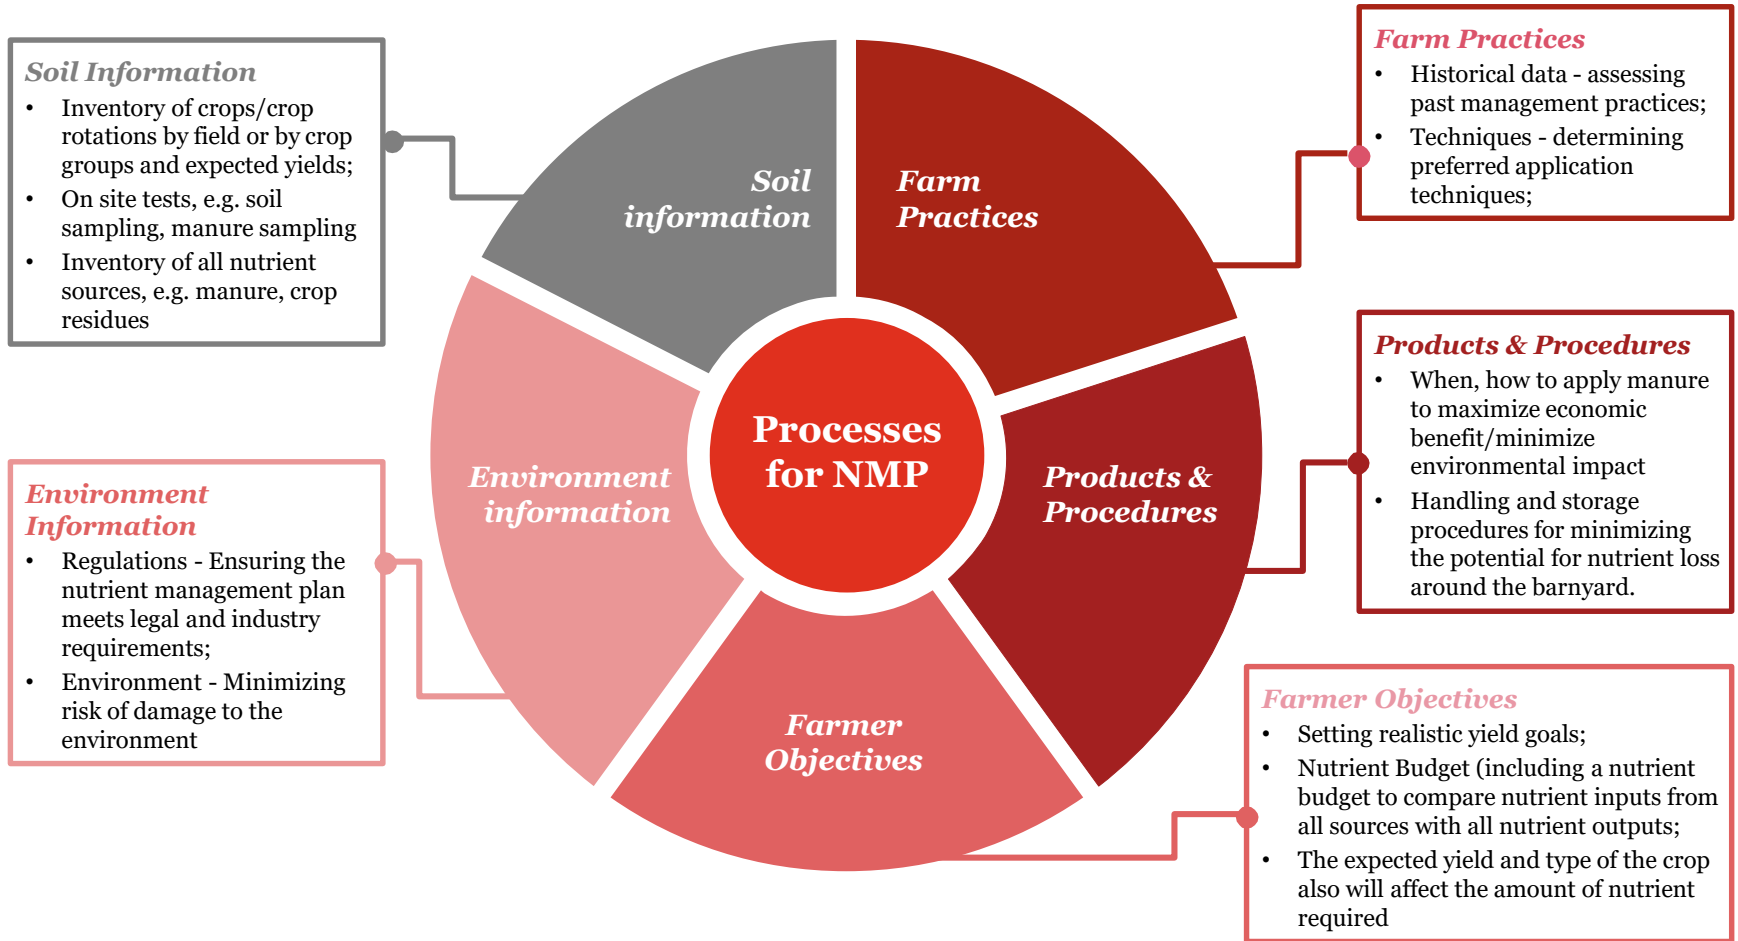 Soil Information
• Inventory of crops/crop
rotations by field or by crop
groups and expected yields;
• On site tests, e.g. soil
sampling, manure sampling
• Inventory of all nutrient
sources, e.g. manure, crop
residues
Environment
Information
• Regulations - Ensuring the
nutrient management plan
meets legal and industry
requirements;
• Environment - Minimizing
risk of damage to the
environment
Soil
information
Farm
Practices
Environment
information
Processes
for NMP
Products &
Procedures
Farmer
Objectives
Farm Practices
• Historical data - assessing
past management practices;
• Techniques - determining
preferred application
techniques;
Products & Procedures
• When, how to apply manure
to maximize economic
benefit/minimize
environmental impact
• Handling and storage
procedures for minimizing
the potential for nutrient loss
around the barnyard.
Farmer Objectives
• Setting realistic yield goals;
• Nutrient Budget (including a nutrient
budget to compare nutrient inputs from
all sources with all nutrient outputs;
• The expected yield and type of the crop
also will affect the amount of nutrient
required